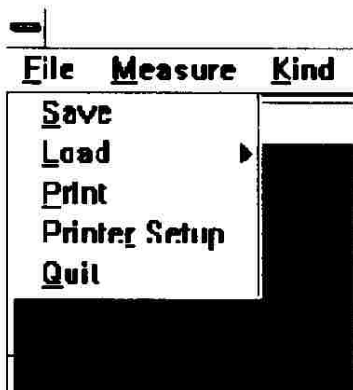 File Measure Kind
Save
Load
Print
Printer Setup
Quit